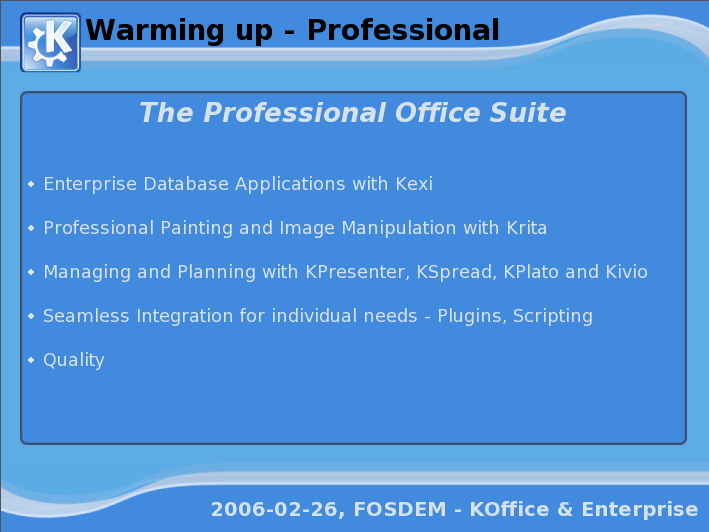 Warming up - Professional
The Professional Office Suite
Enterprise Database Applications with Kexi
Professional Painting and Image Manipulation with Krita
Managing and Planning with KPresenter, KSpread, KPlato and Kivio
Seamless Integration for individual needs - Plugins, Scripting
Quality
2006-02-26, FOSDEM - KOffice & Enterprise